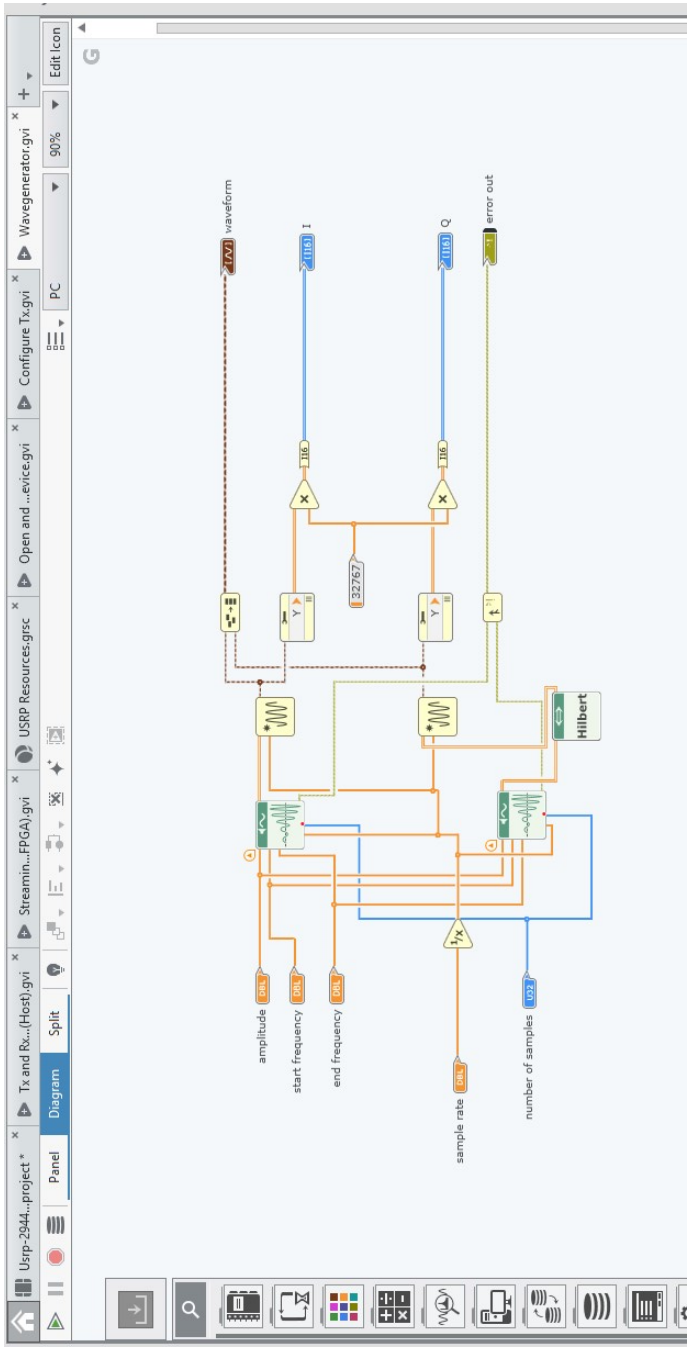 Usrp-2944...project *
Tx and Rx...(Host).gvi
Streamin...FPGA).gvi
USRP Resources.grsc
Open and ...evice.gvi
Configure Tx.gvi
Wavegenerator.gvi
Panel
Diagram
Split
PC
90%
Edit Icon
G
amplitude
DBL
start frequency
DBL
end frequency
DBL
sample rate
DBL
1/x
number of samples
U32
Hilbert
Y
Y
32767
x
x
I16
I16
waveform
[I16]
I
[I16]
Q
error out